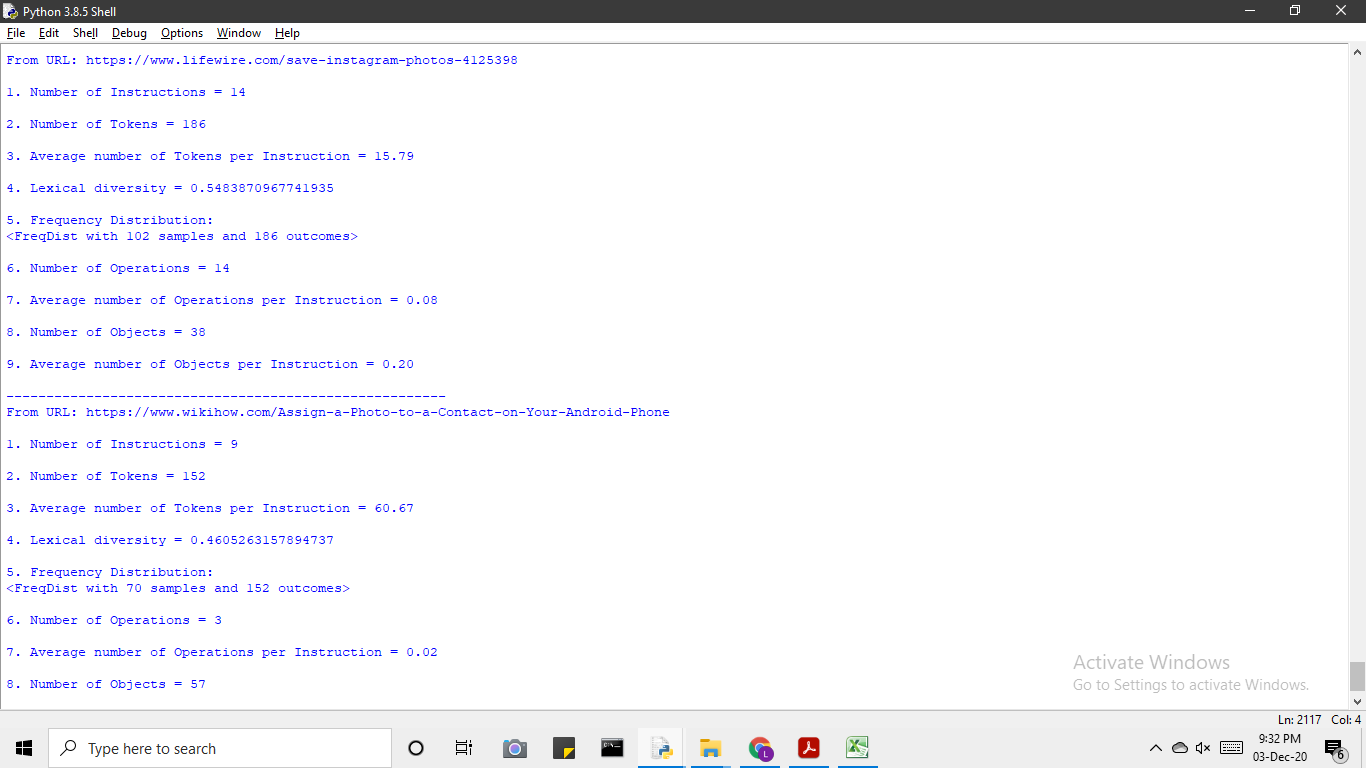 Python 3.8.5 Shell
File Edit Shell Debug Options Window Help
From URL: https://www.lifewire.com/save-instagram-photos-4125398
1. Number of Instructions = 14
2. Number of Tokens = 186
3. Average number of Tokens per Instruction = 15.79
4. Lexical diversity = 0.5483870967741935
5. Frequency Distribution:
<FreqDist with 102 samples and 186 outcomes>
6. Number of Operations = 14
7. Average number of Operations per Instruction = 0.08
8. Number of Objects = 38
9. Average number of Objects per Instruction = 0.20
-------------------------------------------------------
From URL: https://www.wikihow.com/Assign-a-Photo-to-a-Contact-on-Your-Android-Phone
1. Number of Instructions = 9
2. Number of Tokens = 152
3. Average number of Tokens per Instruction = 60.67
4. Lexical diversity = 0.4605263157894737
5. Frequency Distribution:
<FreqDist with 70 samples and 152 outcomes>
6. Number of Operations = 3
7. Average number of Operations per Instruction = 0.02
8. Number of Objects = 57
Activate Windows
Go to Settings to activate Windows.
Ln: 2117 Col: 4
Type here to search
L
9:32 PM
03-Dec-20
6